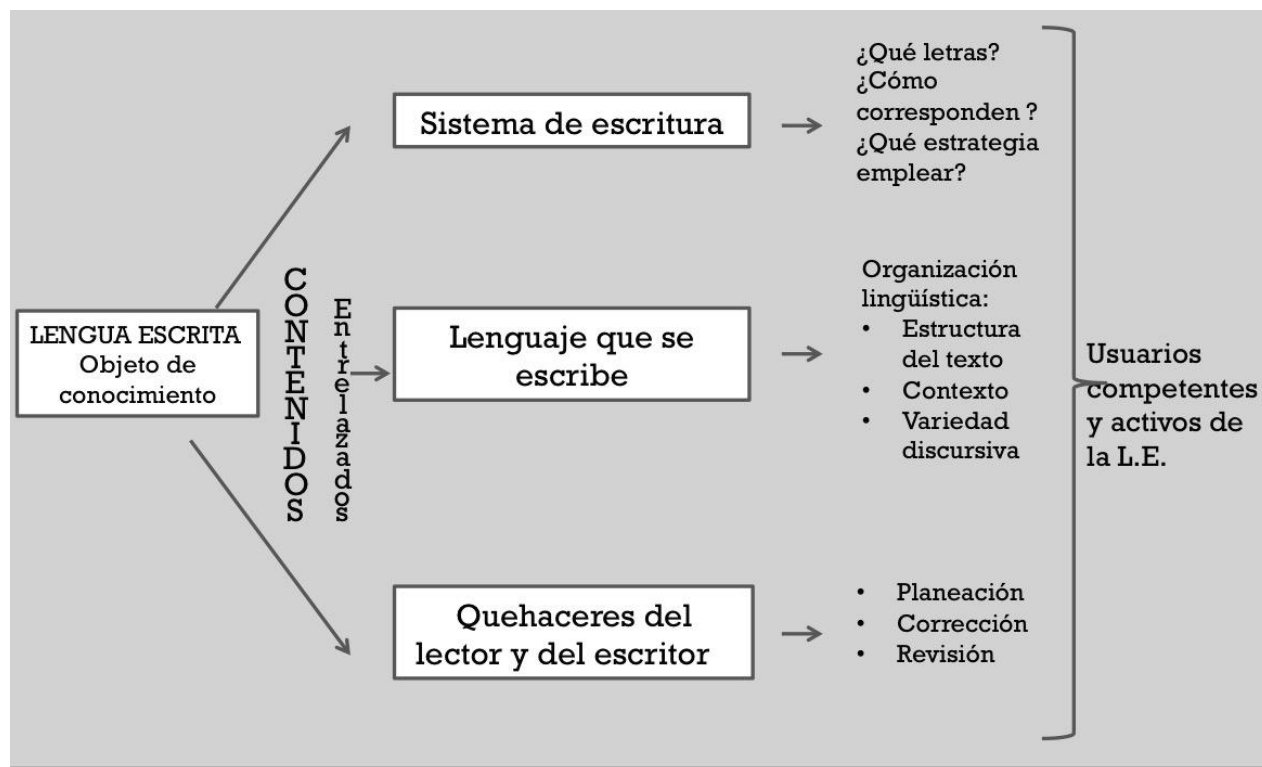 LENGUA ESCRITA
Objeto de
conocimiento
CONTENIDOS
Entrelazados
Sistema de escritura
¿Qué letras?
¿Cómo
corresponden ?
¿Qué estrategia
emplear?
Lenguaje que se
escribe
Organización
lingüística:
• Estructura
del texto
• Contexto
• Variedad
discursiva
Quehaceres del
lector y del escritor
• Planeación
• Corrección
• Revisión
Usuarios
competentes
y activos de
la L.E.